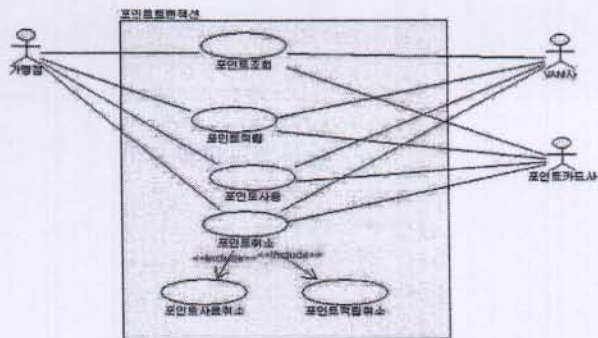 포인트트랜잭션
가맹점
포인트조회
VAN사
포인트적립
포인트카드사
포인트사용
포인트취소
<<include>> <<include>>
포인트사용취소
포인트적립취소